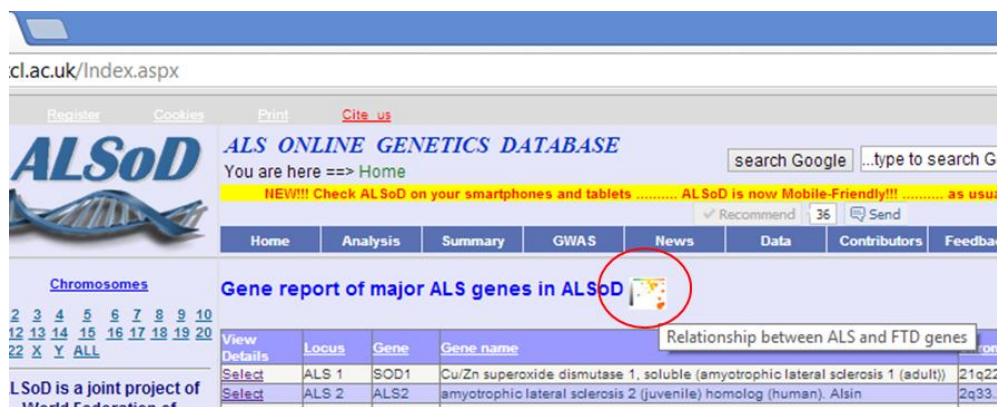 cl.ac.uk/Index.aspx
Register Cookies Print Cite us
ALSoD
ALS ONLINE GENETICS DATABASE
You are here ==> Home
search Google ...type to search G
NEW!!! Check ALSoD on your smartphones and tablets .......... ALSoD is now Mobile-Friendly!!! .......... as usua
Recommend 36 Send
Home Analysis Summary GWAS News Data Contributors Feedba
Chromosomes
2 3 4 5 6 7 8 9 10
12 13 14 15 16 17 18 19 20
22 X Y ALL
LSoD is a joint project of
World Federation of
Gene report of major ALS genes in ALSoD
Relationship between ALS and FTD genes
View Details Locus Gene Gene name rom
Select ALS 1 SOD1 Cu/Zn superoxide dismutase 1, soluble (amyotrophic lateral sclerosis 1 (adult)) 21q22
Select ALS 2 ALS2 amyotrophic lateral sclerosis 2 (juvenile) homolog (human). Alsin 2q33.